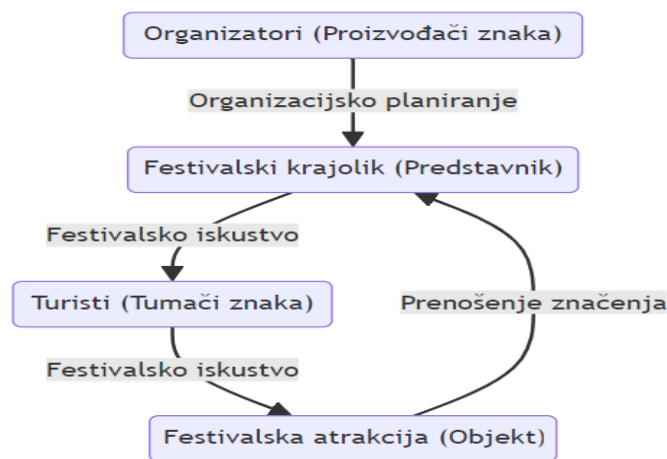 Organizatori (Proizvođači znaka)
Organizacijsko planiranje
Festivalski krajolik (Predstavnik)
Festivalsko iskustvo
Turisti (Tumači znaka)
Prenošenje značenja
Festivalsko iskustvo
Festivalska atrakcija (Objekt)